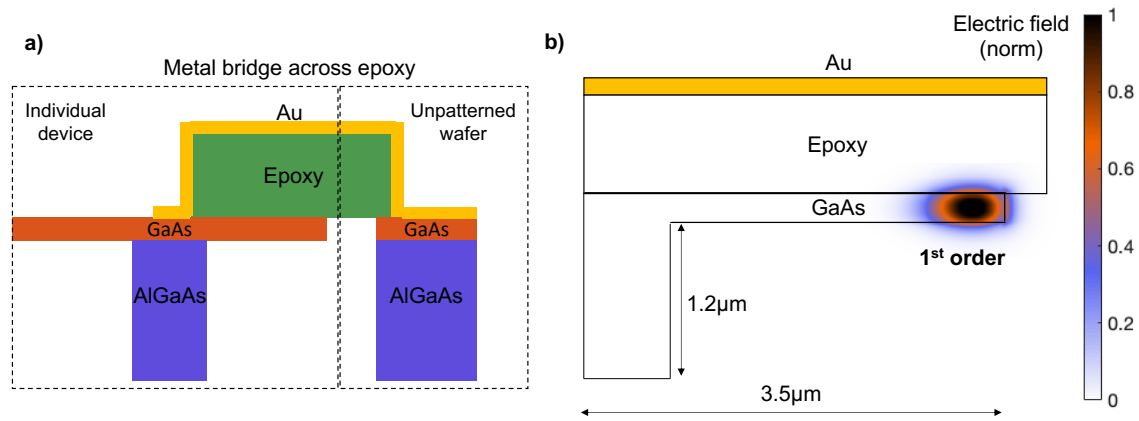 a)
Metal bridge across epoxy
Individual
device
Au
Unpatterned
wafer
Epoxy
GaAs
GaAs
AlGaAs
AlGaAs
b)
Electric field
(norm)
Au
Epoxy
GaAs
1st order
1.2μm
3.5μm
1
0.8
0.6
0.4
0.2
0